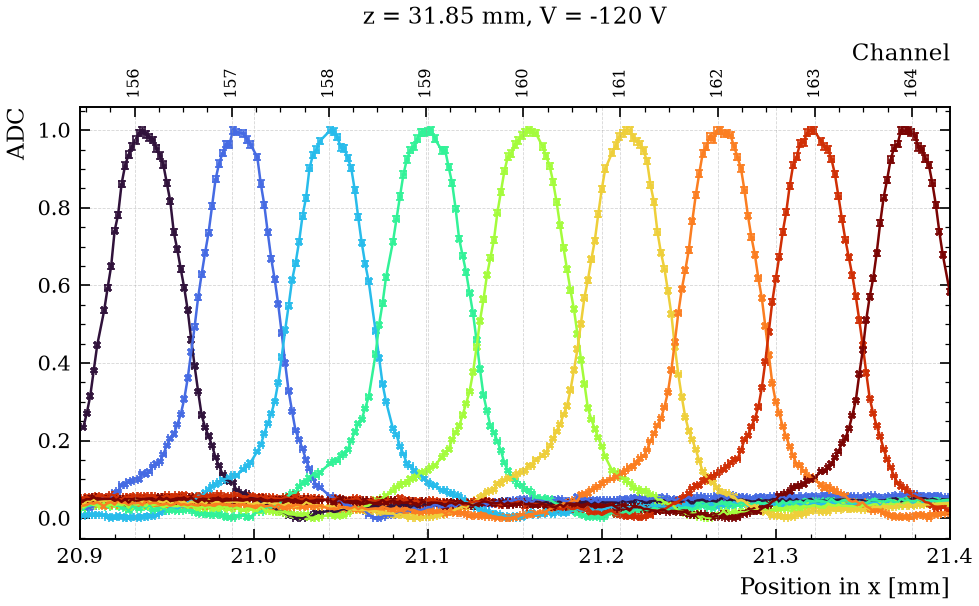 z = 31.85 mm, V = -120 V
Channel
156 157 158 159 160 161 162 163 164
ADC
1.0
0.8
0.6
0.4
0.2
0.0
20.9 21.0 21.1 21.2 21.3 21.4
Position in x [mm]